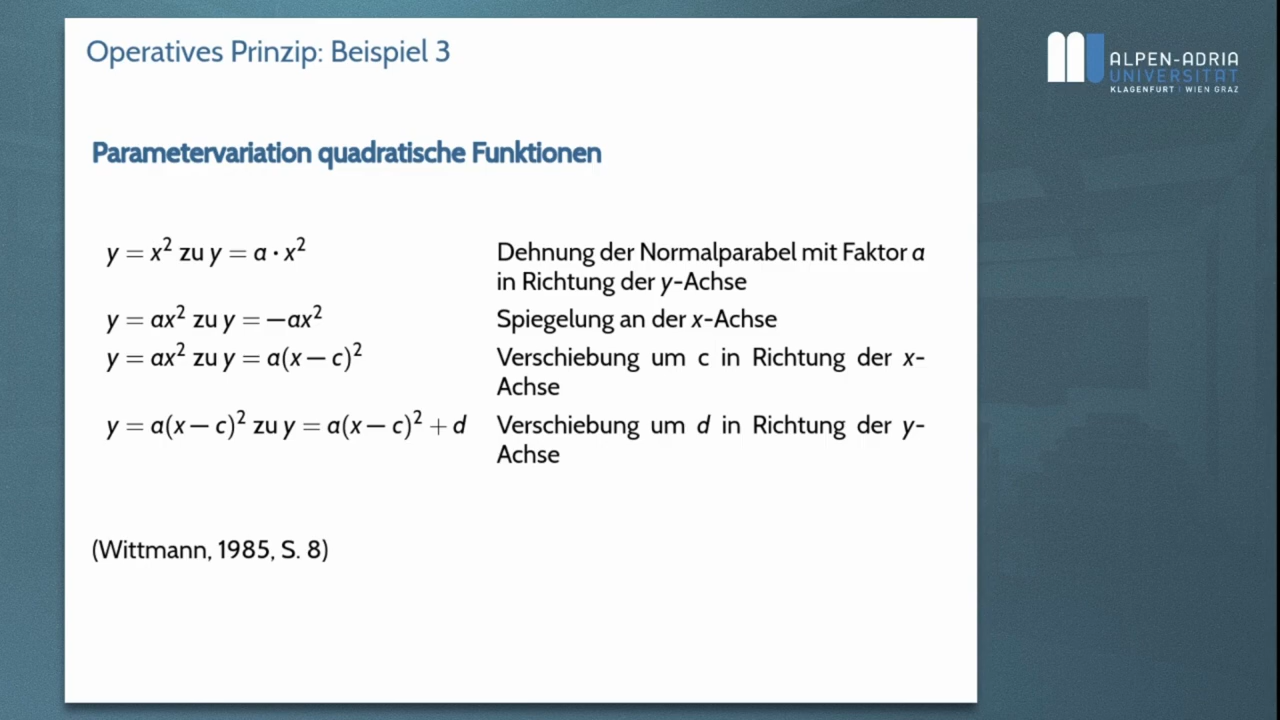 Operatives Prinzip: Beispiel 3
ALPEN-ADRIA
UNIVERSITÄT
KLAGENFURT | WIEN GRAZ
Parametervariation quadratische Funktionen
y = x² zu y = a · x² Dehnung der Normalparabel mit Faktor a
in Richtung der y-Achse
y = ax² zu y = −ax² Spiegelung an der x-Achse
y = ax² zu y = a(x − c)² Verschiebung um c in Richtung der x-
Achse
y = a(x − c)² zu y = a(x − c)² + d Verschiebung um d in Richtung der y-
Achse
(Wittmann, 1985, S. 8)